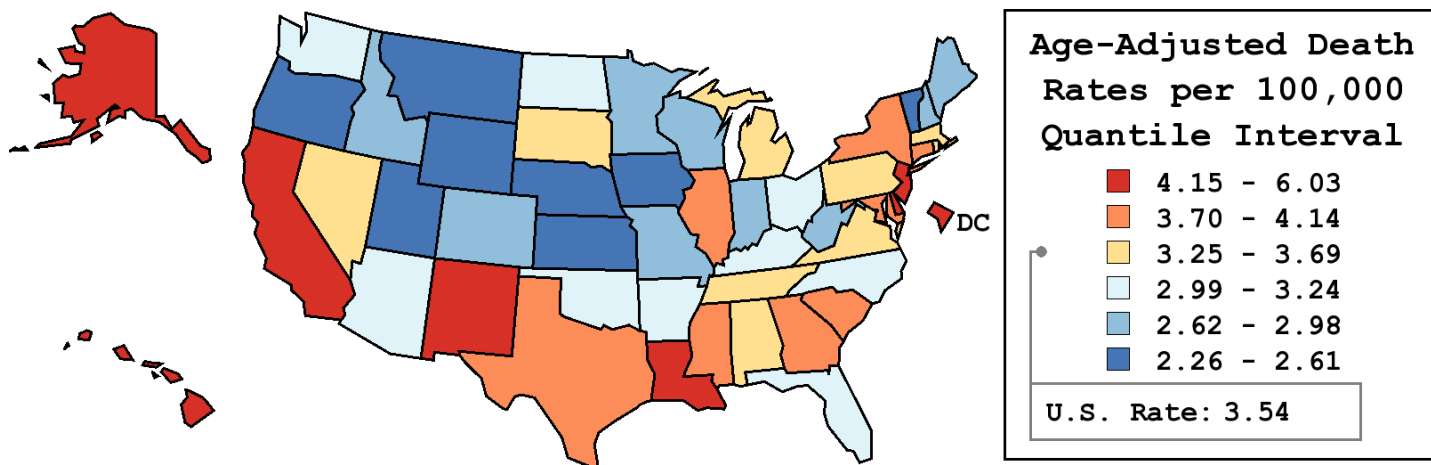 Age-Adjusted Death
Rates per 100,000
Quantile Interval
4.15 - 6.03
3.70 - 4.14
3.25 - 3.69
2.99 - 3.24
2.62 - 2.98
2.26 - 2.61
U.S. Rate: 3.54
DC